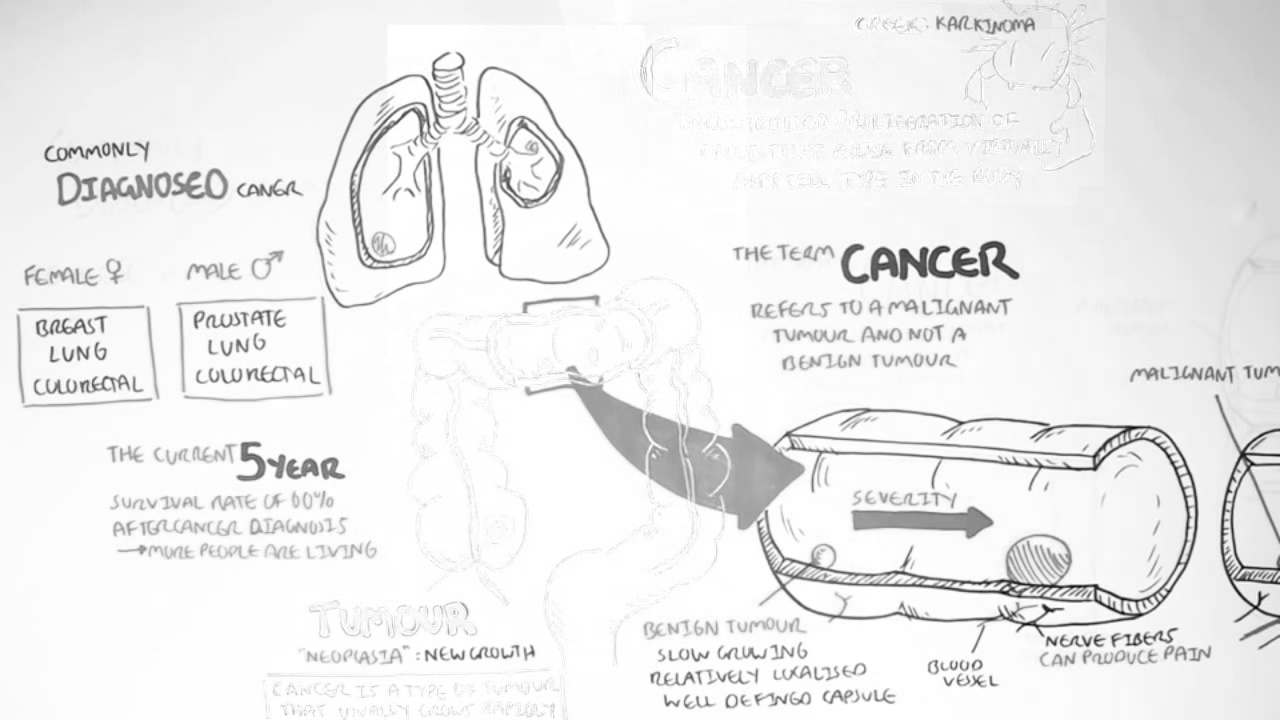 GREEK: KARKINOMA
CANCER
UNCONTROLLED PROLIFERATION OF
CELLS THAT ARISE FROM VIRTUALLY
CELL TYPE IN THE BODY
COMMONLY
DIAGNOSED CANER
FEMALE ♀
BREAST
LUNG
COLORECTAL
MALE ♂
PROSTATE
LUNG
COLORECTAL
THE CURRENT 5 YEAR
SURVIVAL RATE OF 60%
AFTER CANCER DIAGNOSIS
→ MORE PEOPLE ARE LIVING
TUMOUR
"NEOPLASIA" : NEW GROWTH
CANCER IS A TYPE OF TUMOUR
THAT USUALLY GROWS RAPIDLY
THE TERM CANCER
REFERS TO A MALIGNANT
TUMOUR AND NOT A
BENIGN TUMOUR
MALIGNANT TUM
SEVERITY
BENIGN TUMOUR
SLOW GROWING
RELATIVELY LOCALISED
WELL DEFINED CAPSULE
BLOOD
VESSEL
NERVE FIBERS
CAN PRODUCE PAIN